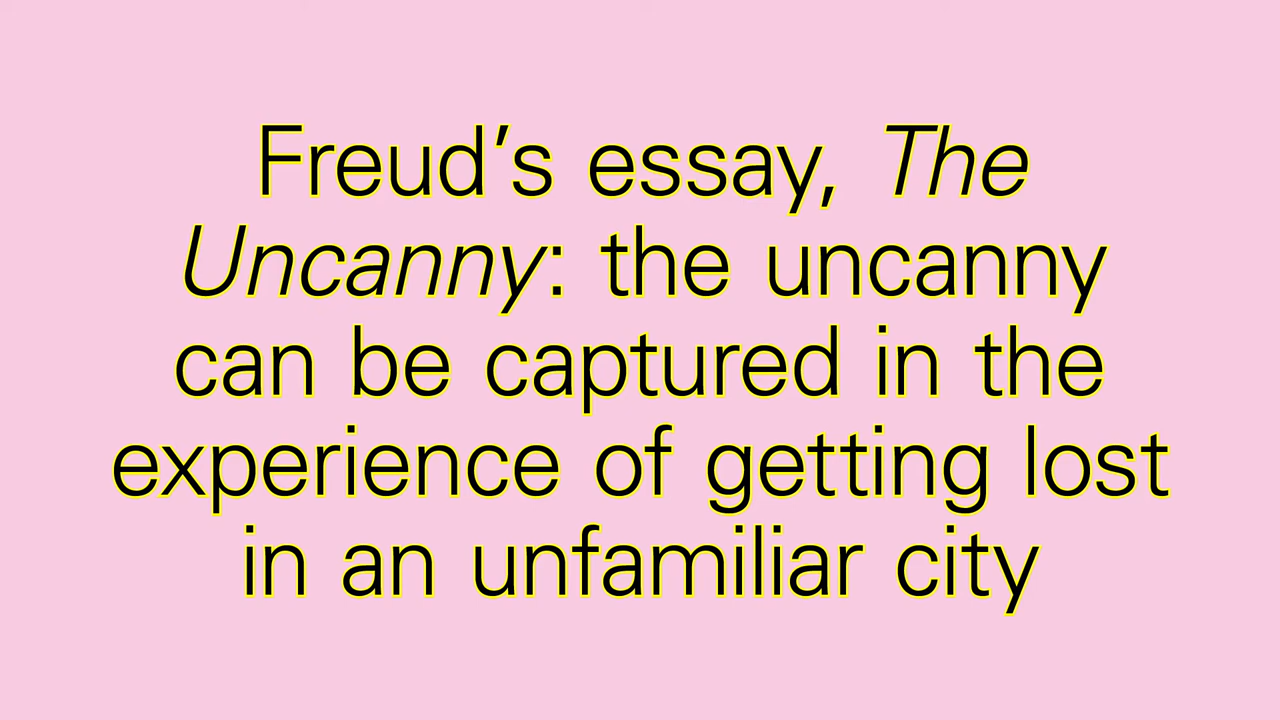 Freud’s essay, The
Uncanny: the uncanny
can be captured in the
experience of getting lost
in an unfamiliar city